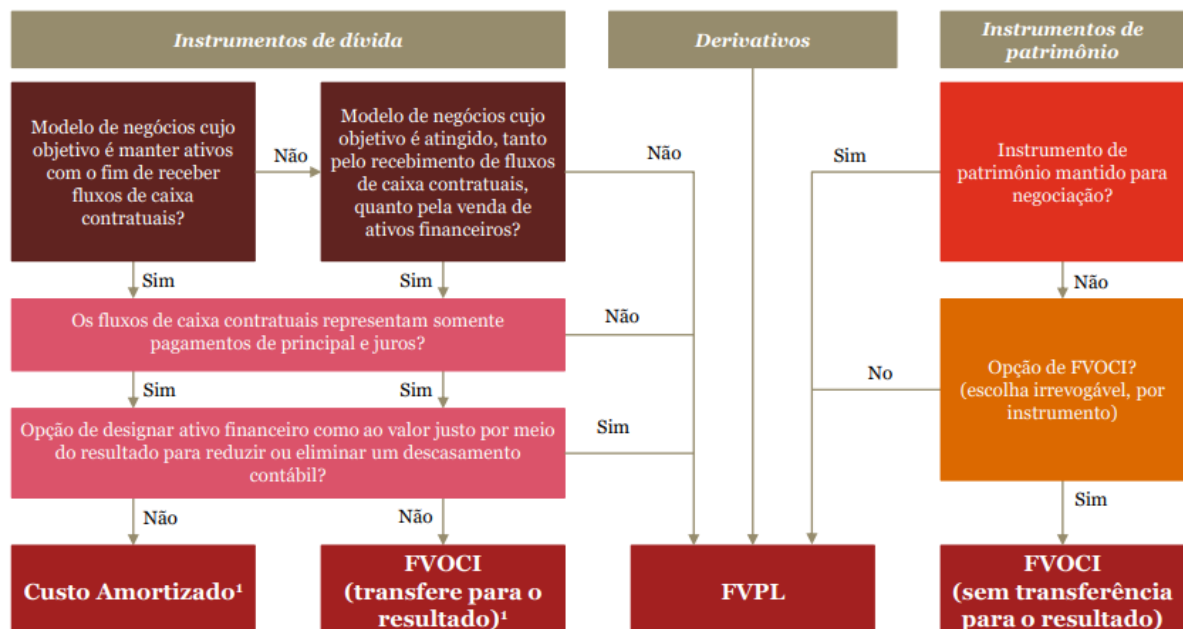 Instrumentos de dívida
Derivativos
Instrumentos de
patrimônio
Modelo de negócios cujo
objetivo é manter ativos
com o fim de receber
fluxos de caixa
contratuais?
Não
Modelo de negócios cujo
objetivo é atingido, tanto
pelo recebimento de fluxos
de caixa contratuais,
quanto pela venda de
ativos financeiros?
Não
Sim
Instrumento de
patrimônio mantido para
negociação?
Sim
Sim
Não
Os fluxos de caixa contratuais representam somente
pagamentos de principal e juros?
Não
No
Opção de FVOCI?
(escolha irrevogável, por
instrumento)
Sim
Sim
Opção de designar ativo financeiro como ao valor justo por meio
do resultado para reduzir ou eliminar um descasamento
contábil?
Sim
Não
Não
Sim
Custo Amortizado¹
FVOCI
(transfere para o
resultado)¹
FVPL
FVOCI
(sem transferência
para o resultado)